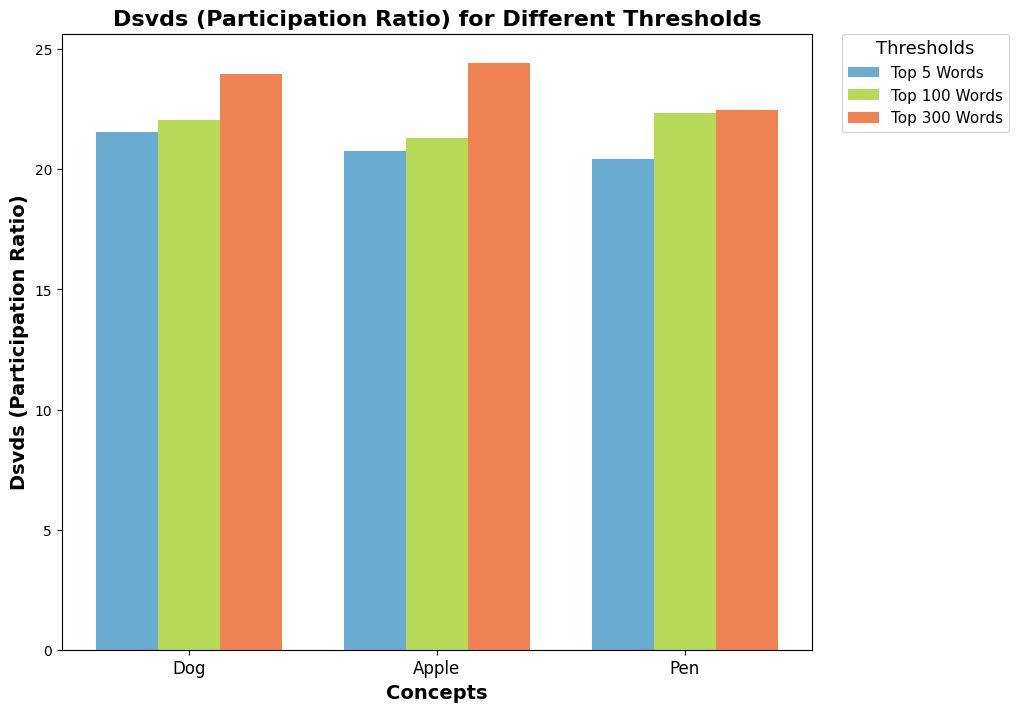 Dsvds (Participation Ratio) for Different Thresholds
Thresholds
Top 5 Words
Top 100 Words
Top 300 Words
Dsvds (Participation Ratio)
25
20
15
10
5
0
Dog
Apple
Pen
Concepts